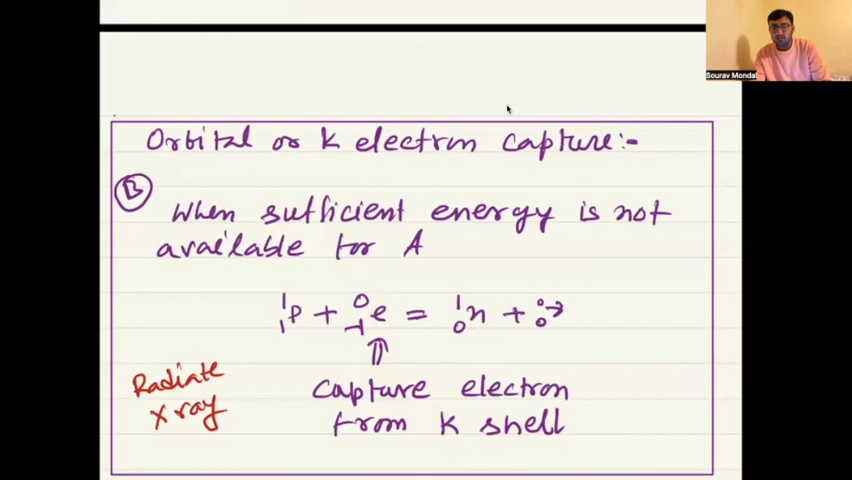 Sourav Mondal
Orbital or K electron capture:-
B
When sufficient energy is not
available for A
¹₁P + ⁰₋₁e = ¹₀n + ⁰₀ν
⇑
Radiate
X ray
capture electron
from K shell